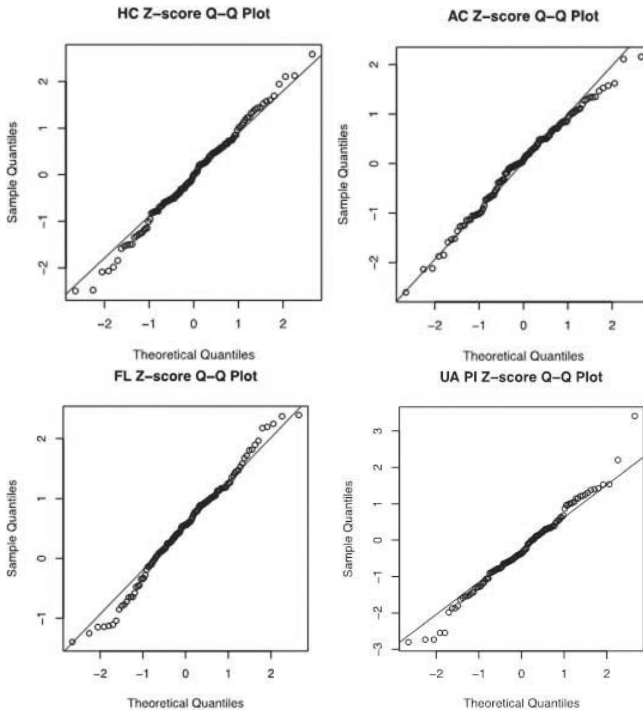 HC Z-score Q-Q Plot
Sample Quantiles
2
1
0
-1
-2
-2 -1 0 1 2
Theoretical Quantiles
AC Z-score Q-Q Plot
Sample Quantiles
2
1
0
-1
-2
-2 -1 0 1 2
Theoretical Quantiles
FL Z-score Q-Q Plot
Sample Quantiles
2
1
0
-1
-2 -1 0 1 2
Theoretical Quantiles
UA PI Z-score Q-Q Plot
Sample Quantiles
3
2
1
0
-1
-2
-3
-2 -1 0 1 2
Theoretical Quantiles